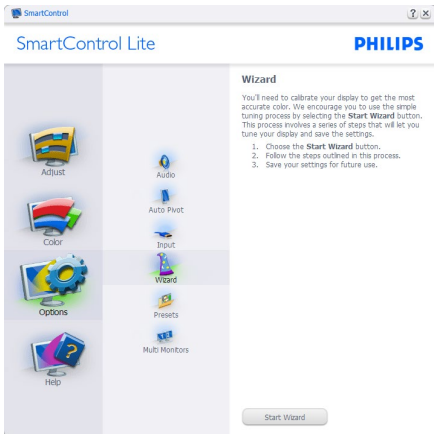 SmartControl
? ×
SmartControl Lite
PHILIPS
Adjust
Color
Options
Help
Audio
Auto Pivot
Input
Wizard
Presets
Multi Monitors
Wizard
You'll need to calibrate your display to get the most
accurate color. We encourage you to use the simple
tuning process by selecting the Start Wizard button.
This process involves a series of steps that will let you
tune your display and save the settings.
1. Choose the Start Wizard button.
2. Follow the steps outlined in this process.
3. Save your settings for future use.
Start Wizard